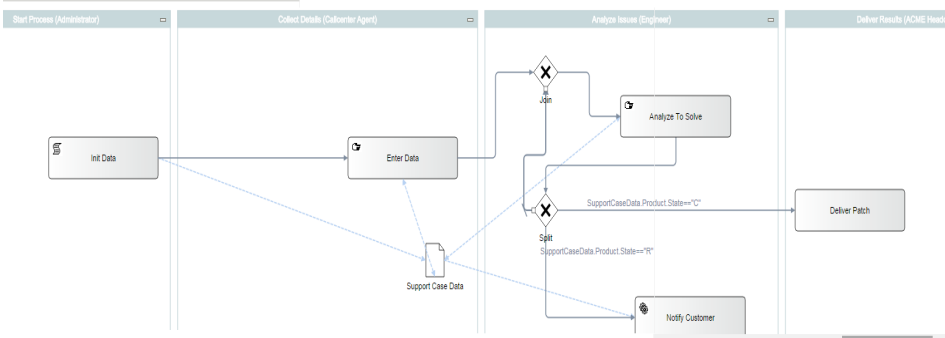 Start Process (Administrator)
Collect Details (Callcenter Agent)
Analyze Issues (Engineer)
Deliver Results (ACME Head
Join
Analyze To Solve
Init Data
Enter Data
SupportCaseData.Product.State=="C"
Deliver Patch
Split
SupportCaseData.Product.State=="R"
Support Case Data
Notify Customer